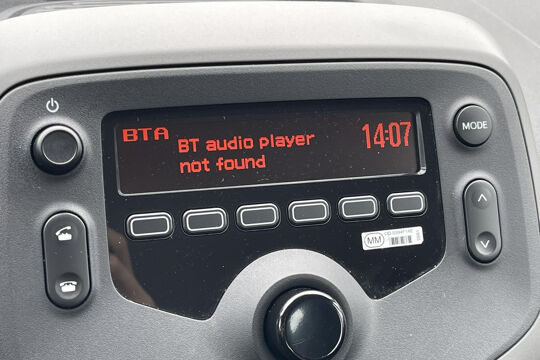 BTA
BT audio player
not found
14:07
MODE
MM